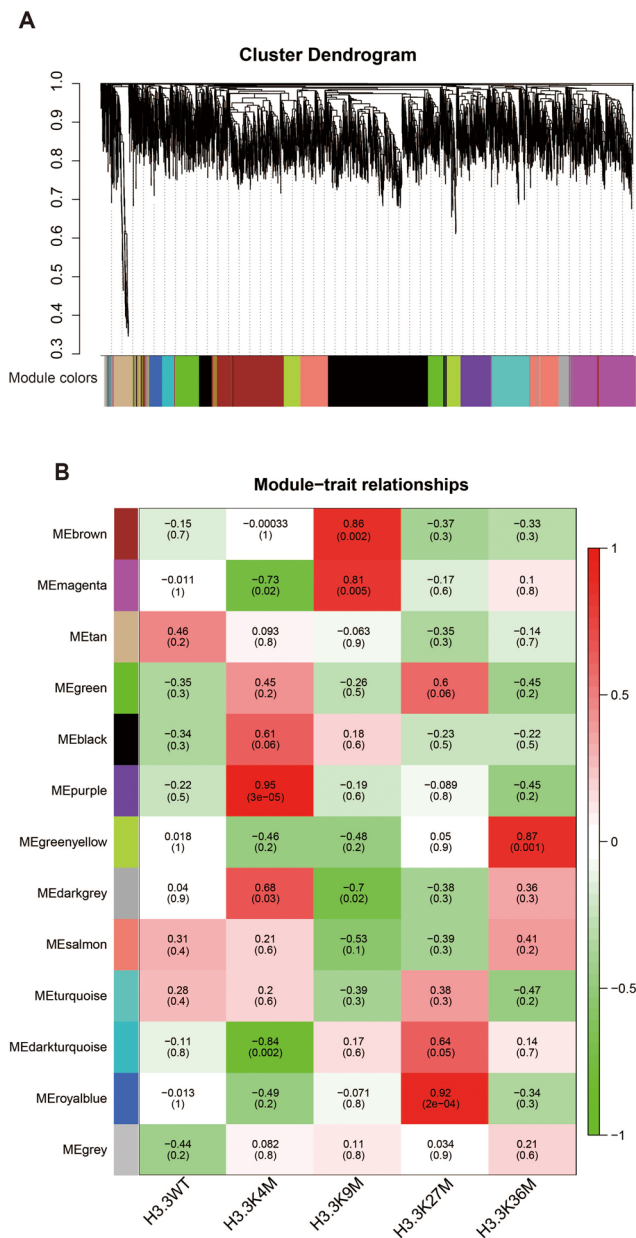 A
Cluster Dendrogram
1.0
0.9
0.8
0.7
0.6
0.5
0.4
0.3
Module colors
B
Module−trait relationships
MEbrown −0.15 −0.00033 0.86 −0.37 −0.33
(0.7) (1) (0.002) (0.3) (0.3)
MEmagenta −0.011 −0.73 0.81 −0.17 0.1
(1) (0.02) (0.005) (0.6) (0.8)
MEtan 0.46 0.093 −0.063 −0.35 −0.14
(0.2) (0.8) (0.9) (0.3) (0.7)
MEgreen −0.35 0.45 −0.26 0.6 −0.45
(0.3) (0.2) (0.5) (0.06) (0.2)
MEblack −0.34 0.61 0.18 −0.23 −0.22
(0.3) (0.06) (0.6) (0.5) (0.5)
MEpurple −0.22 0.95 −0.19 −0.089 −0.45
(0.5) (3e−05) (0.6) (0.8) (0.2)
MEgreenyellow 0.018 −0.46 −0.48 0.05 0.87
(1) (0.2) (0.2) (0.9) (0.001)
MEdarkgrey 0.04 0.68 −0.7 −0.38 0.36
(0.9) (0.03) (0.02) (0.3) (0.3)
MEsalmon 0.31 0.21 −0.53 −0.39 0.41
(0.4) (0.6) (0.1) (0.3) (0.2)
MEturquoise 0.28 0.2 −0.39 0.38 −0.47
(0.4) (0.6) (0.3) (0.3) (0.2)
MEdarkturquoise −0.11 −0.84 0.17 0.64 0.14
(0.8) (0.002) (0.6) (0.05) (0.7)
MEroyalblue −0.013 −0.49 −0.071 0.92 −0.34
(1) (0.2) (0.8) (2e−04) (0.3)
MEgrey −0.44 0.082 0.11 0.034 0.21
(0.2) (0.8) (0.8) (0.9) (0.6)
H3.3WT H3.3K4M H3.3K9M H3.3K27M H3.3K36M
1
0.5
0
−0.5
−1